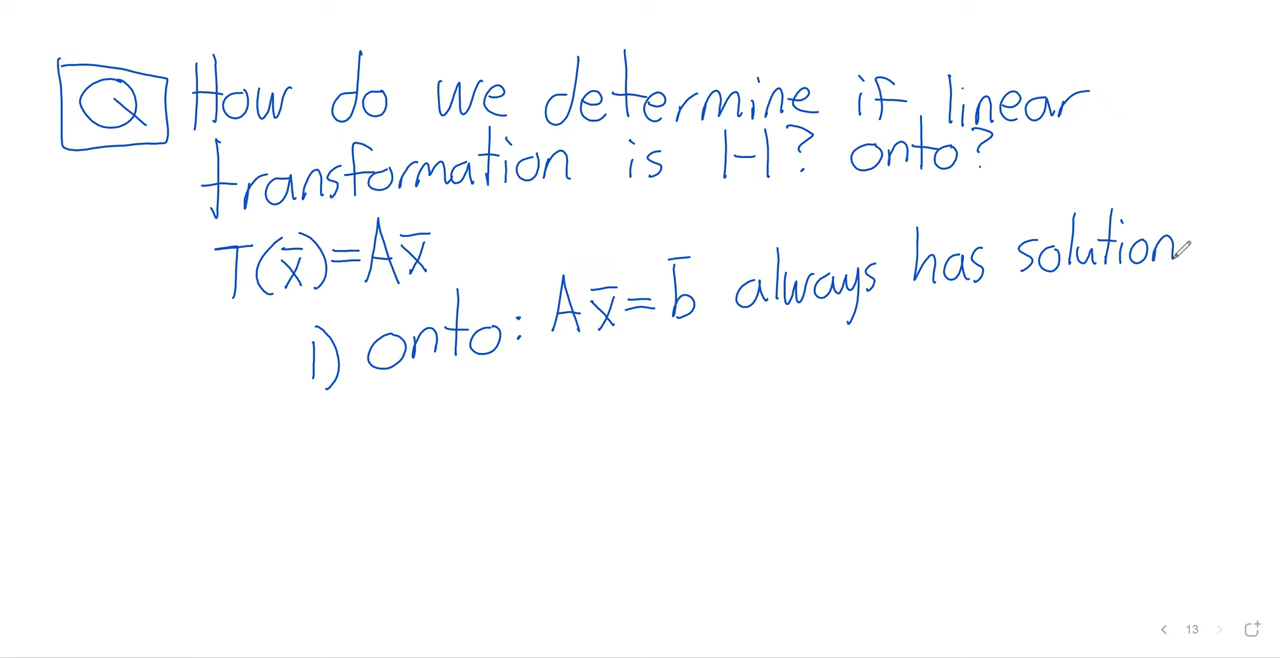 Q How do we determine if linear
transformation is 1-1? onto?
T(x̄)=Ax̄
1) onto: Ax̄=b̄ always has solution
13